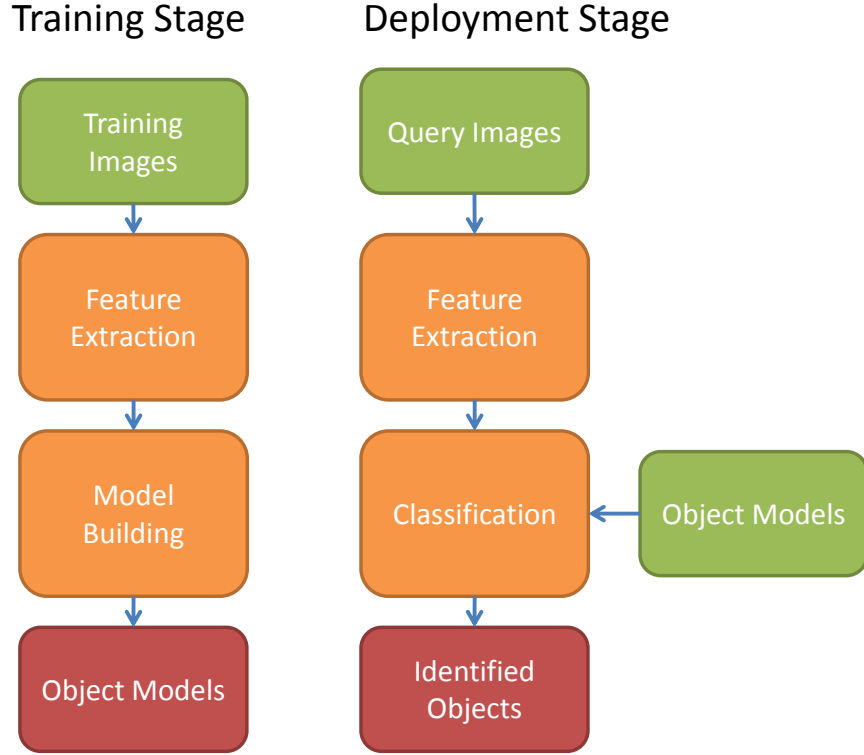 Training Stage
Training
Images
Feature
Extraction
Model
Building
Object Models
Deployment Stage
Query Images
Feature
Extraction
Classification
Object Models
Identified
Objects